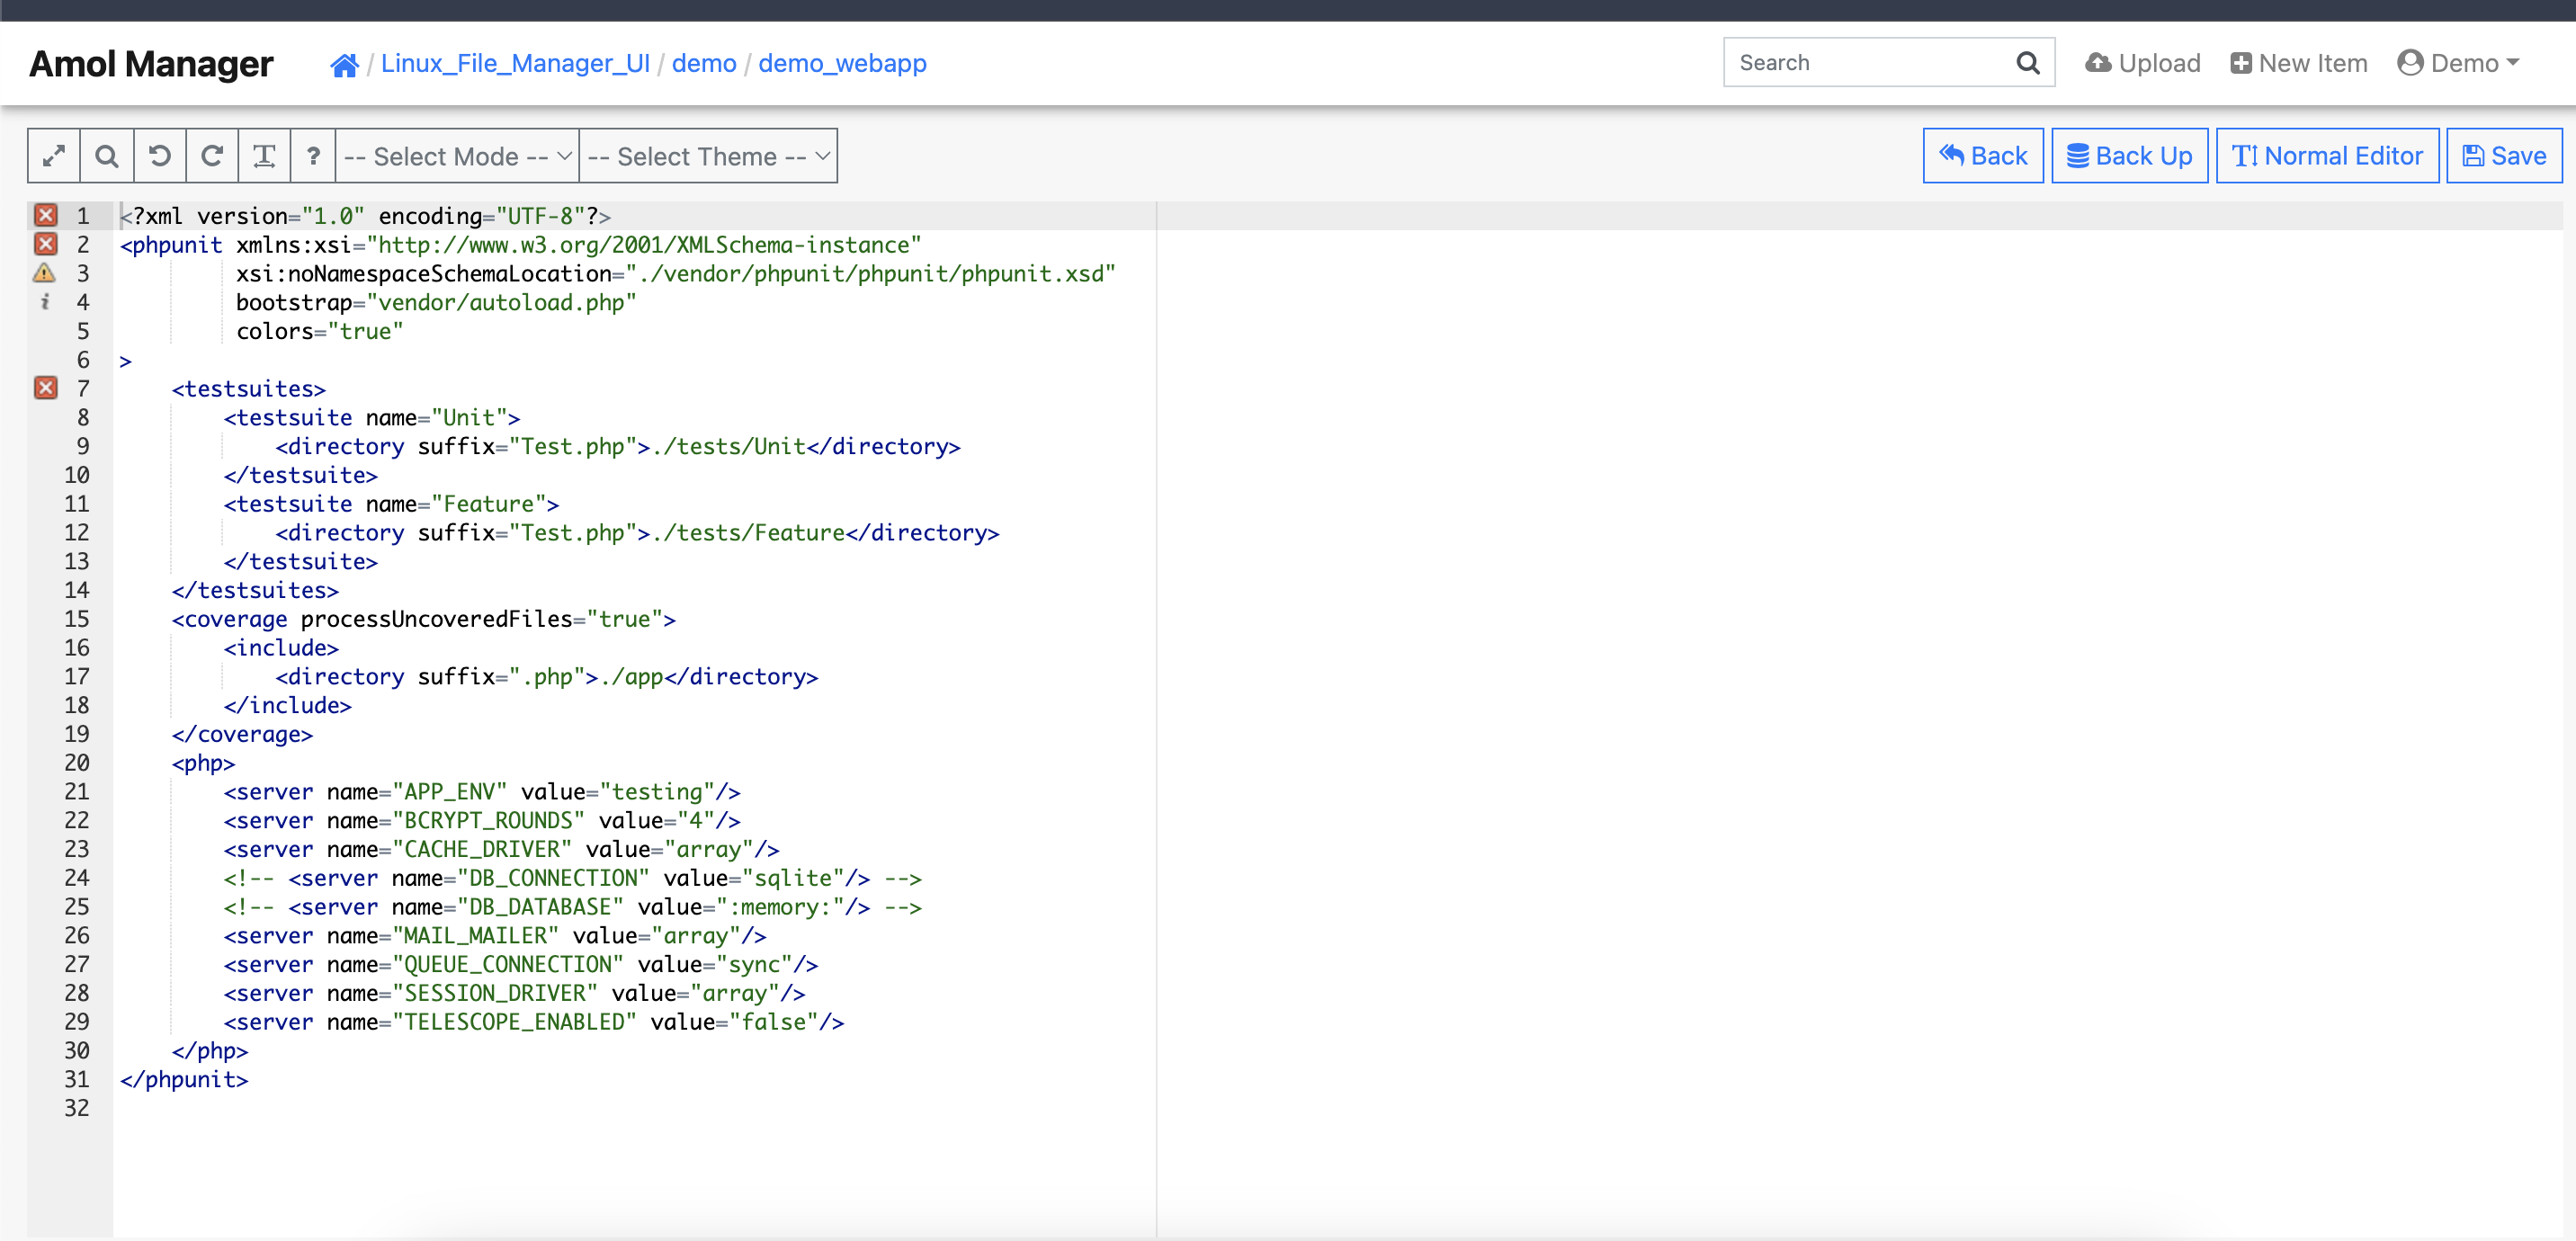 Amol Manager / Linux_File_Manager_UI / demo / demo_webapp Search Upload New Item Demo
? -- Select Mode -- -- Select Theme -- Back Back Up Normal Editor Save
1 <?xml version="1.0" encoding="UTF-8"?>
2 <phpunit xmlns:xsi="http://www.w3.org/2001/XMLSchema-instance"
3          xsi:noNamespaceSchemaLocation="./vendor/phpunit/phpunit.xsd"
4          bootstrap="vendor/autoload.php"
5          colors="true"
6 >
7     <testsuites>
8         <testsuite name="Unit">
9             <directory suffix="Test.php">./tests/Unit</directory>
10         </testsuite>
11         <testsuite name="Feature">
12             <directory suffix="Test.php">./tests/Feature</directory>
13         </testsuite>
14     </testsuites>
15     <coverage processUncoveredFiles="true">
16         <include>
17             <directory suffix=".php">./app</directory>
18         </include>
19     </coverage>
20     <php>
21         <server name="APP_ENV" value="testing"/>
22         <server name="BCRYPT_ROUNDS" value="4"/>
23         <server name="CACHE_DRIVER" value="array"/>
24         <!-- <server name="DB_CONNECTION" value="sqlite"/> -->
25         <!-- <server name="DB_DATABASE" value=":memory:"/> -->
26         <server name="MAIL_MAILER" value="array"/>
27         <server name="QUEUE_CONNECTION" value="sync"/>
28         <server name="SESSION_DRIVER" value="array"/>
29         <server name="TELESCOPE_ENABLED" value="false"/>
30     </php>
31 </phpunit>
32